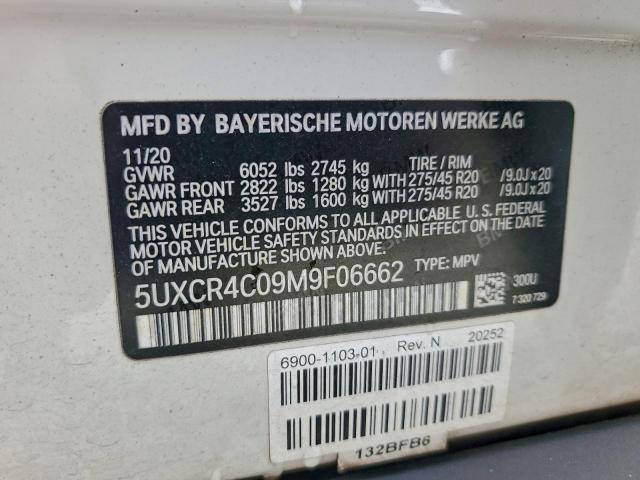 MFD BY BAYERISCHE MOTOREN WERKE AG
11/20
GVWR 6052 lbs 2745 kg TIRE / RIM
GAWR FRONT 2822 lbs 1280 kg WITH 275/45 R20 /9.0J x 20
GAWR REAR 3527 lbs 1600 kg WITH 275/45 R20 /9.0J x 20
THIS VEHICLE CONFORMS TO ALL APPLICABLE U. S. FEDERAL
MOTOR VEHICLE SAFETY STANDARDS IN EFFECT ON THE DATE
OF MANUFACTURE SHOWN ABOVE.
5UXCR4C09M9F06662 TYPE: MPV
300U
7 320 729
6900-1103-01 , Rev. N 20252
132BFB6